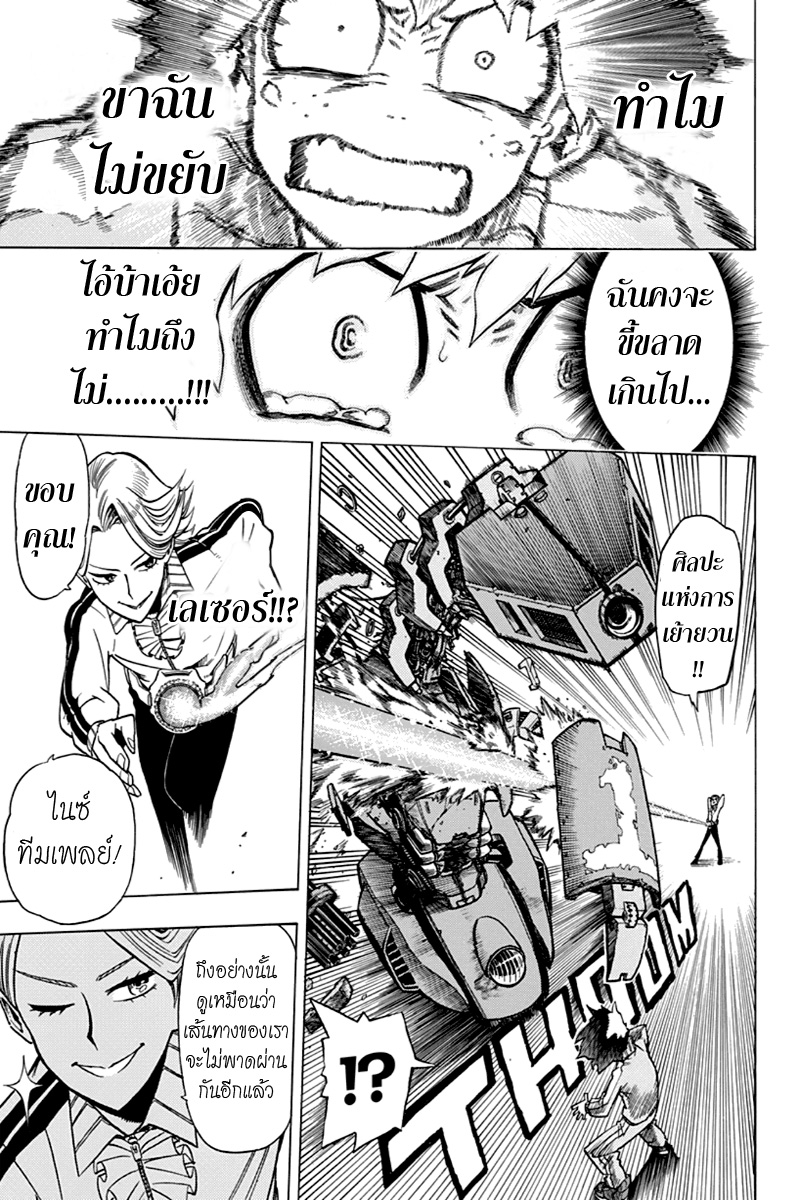 ทำไม
ขาฉัน
ไม่ขยับ
ฉันคงจะ
ขี้ขลาด
เกินไป...
ไอ้บ้าเอ้ย
ทำไมถึง
ไม่.........!!!
ศิลปะ
แห่งการ
เย้ายวน
!!
THOOM
!?
เลเซอร์!!?
ขอบ
คุณ!
ไนซ์
ทีมเพลย์!
ถึงอย่างนั้น
ดูเหมือนว่า
เส้นทางของเรา
จะไม่พาดผ่าน
กันอีกแล้ว